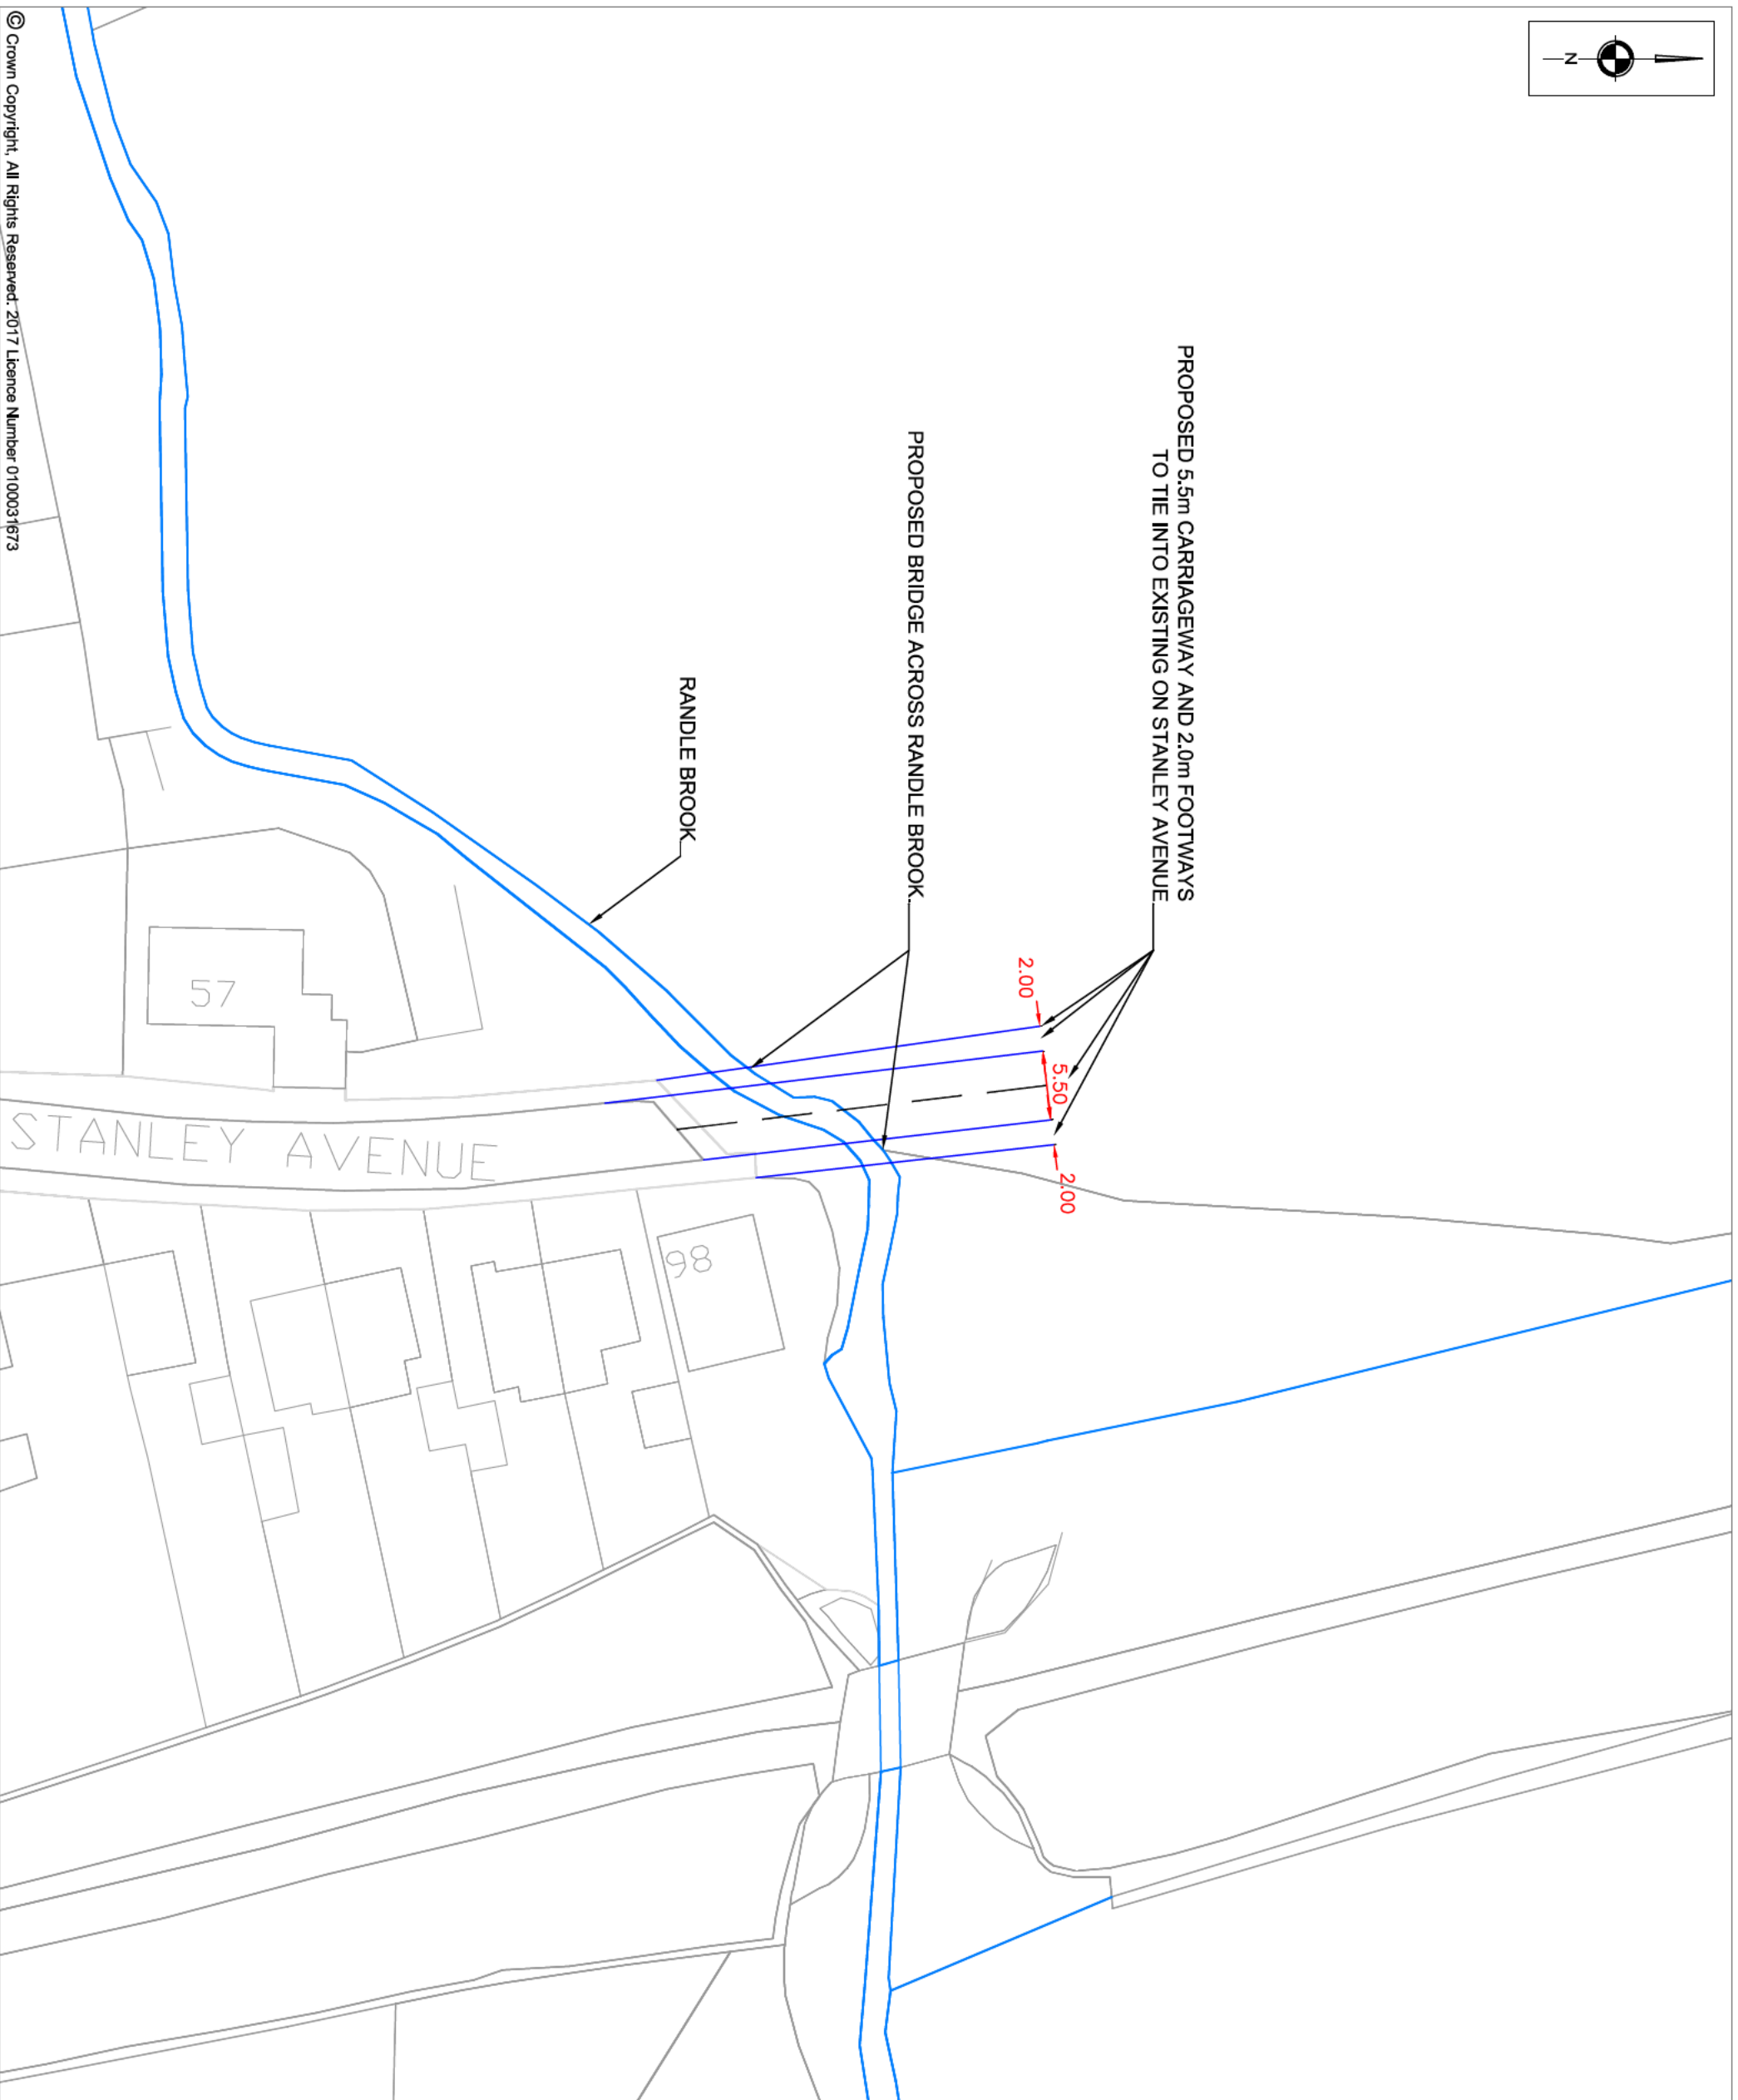 N
PROPOSED 5.5m CARRIAGEWAY AND 2.0m FOOTWAYS
TO TIE INTO EXISTING ON STANLEY AVENUE
PROPOSED BRIDGE ACROSS RANDLE BROOK.
RANDLE BROOK
2.00
5.50
2.00
57
STANLEY AVENUE
98
© Crown Copyright, All Rights Reserved. 2017 Licence Number 0100031673